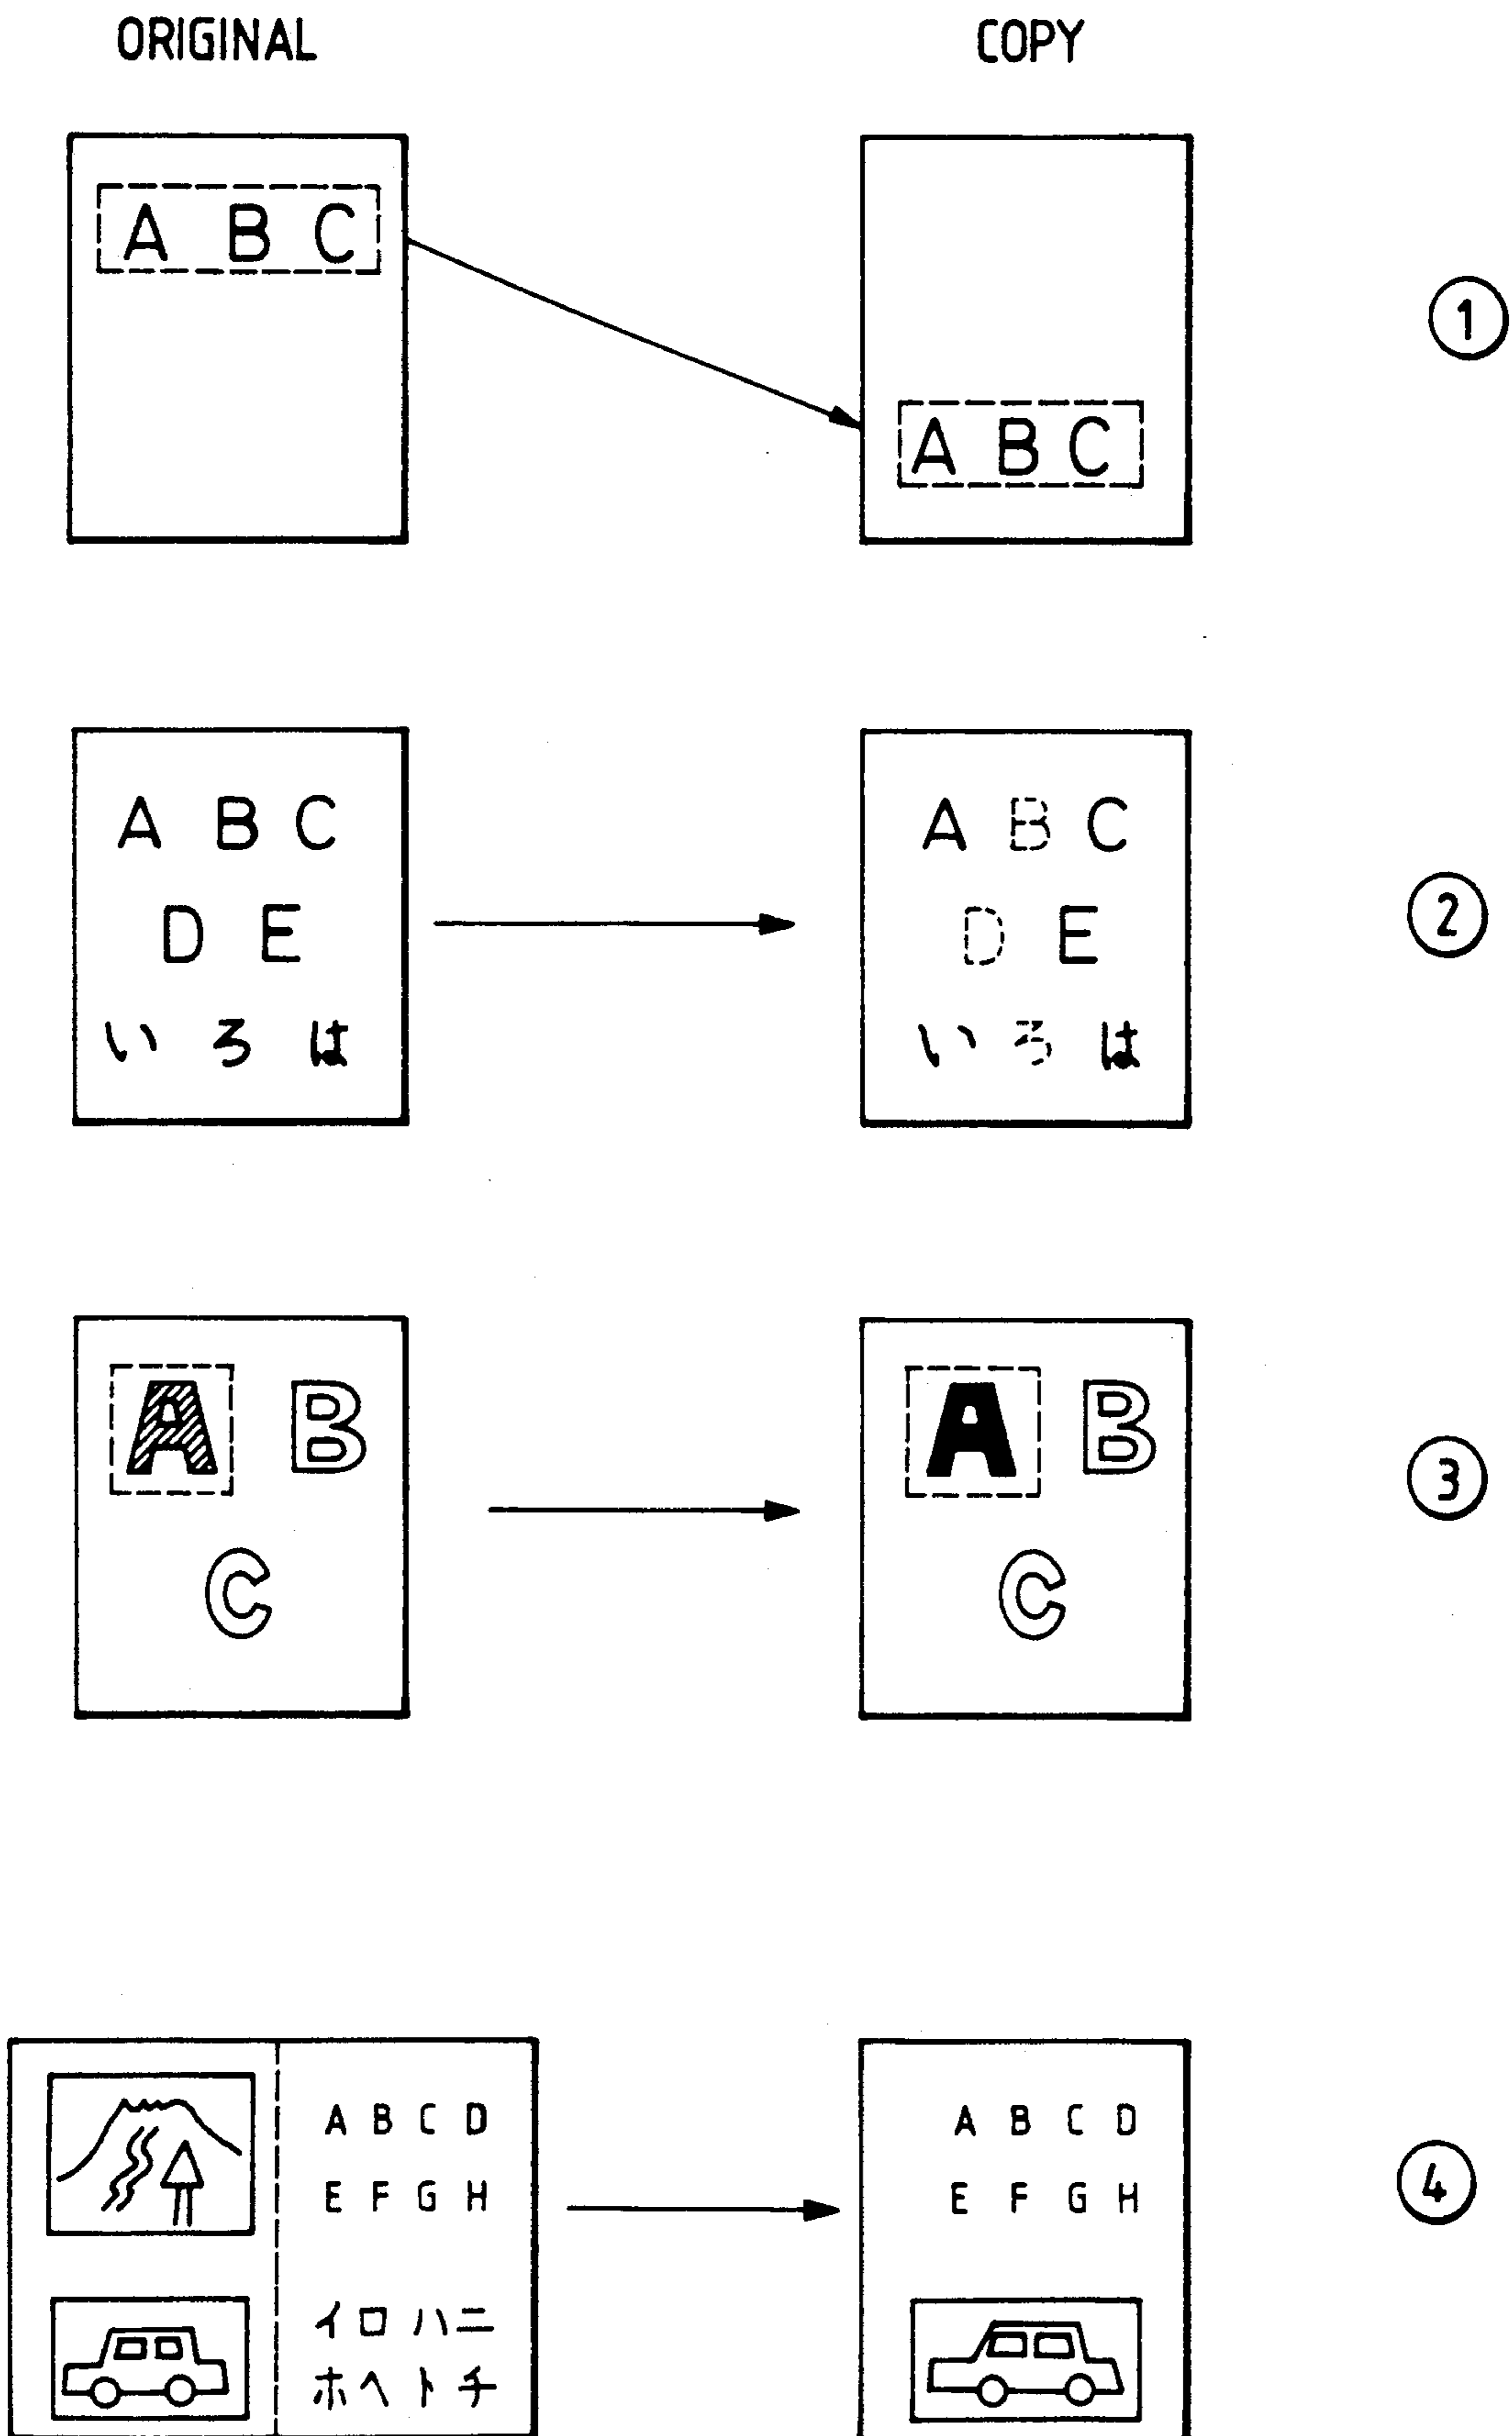 ORIGINAL COPY
A B C
A B C
1
A B C A B C
D E D E
2
いろは いろは
A B A B
3
C C
A B C D A B C D
E F G H E F G H
4
イロハニ
ホヘトチ